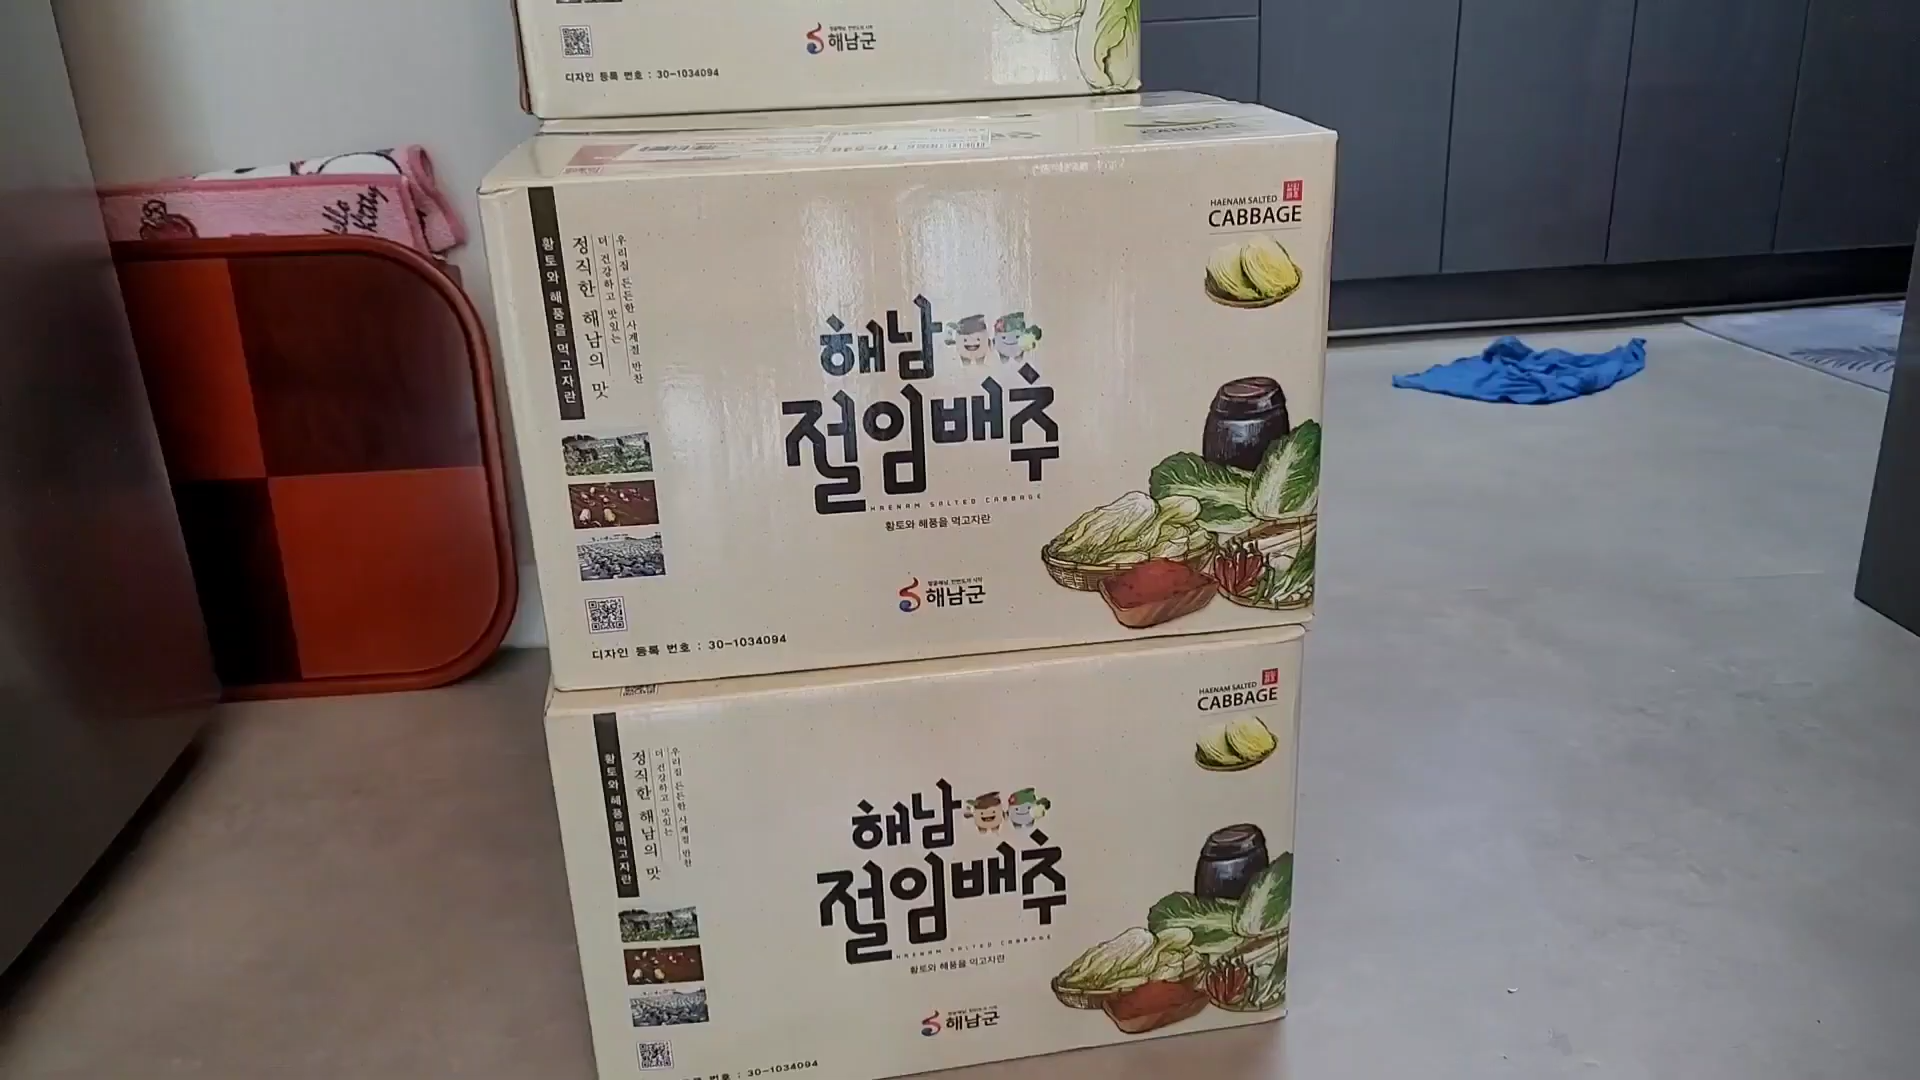 해남군
디자인 등록 번호 : 30-1034094
hello
kitty
HAENAM SALTED
CABBAGE
황토와 해풍을 먹고자란
정직한 해남의 맛
더 건강하고 맛있는
우리집 든든한 사계절 반찬
해남
절임배추
HAENAM SALTED CABBAGE
황토와 해풍을 먹고자란
해남군
디자인 등록 번호 : 30-1034094
HAENAM SALTED
CABBAGE
황토와 해풍을 먹고자란
정직한 해남의 맛
더 건강하고 맛있는
우리집 든든한 사계절 반찬
해남
절임배추
HAENAM SALTED CABBAGE
황토와 해풍을 먹고자란
해남군
번호 : 30-1034094